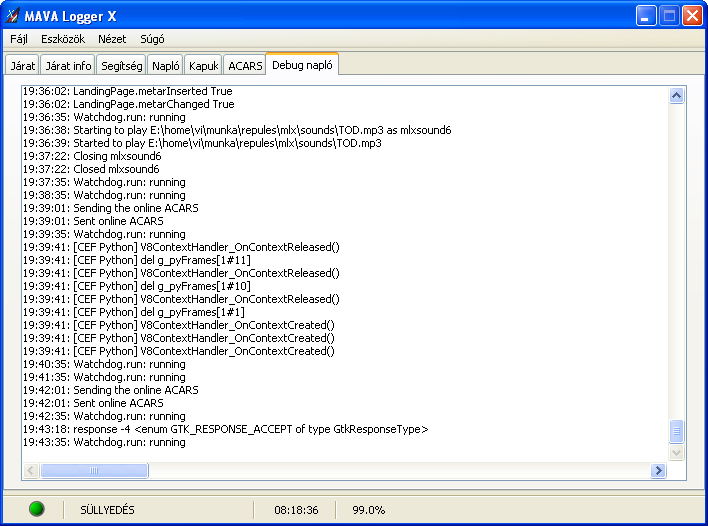 MAVA Logger X
Fájl Eszközök Nézet Súgó
Járat Járat info Segítség Napló Kapuk ACARS Debug napló
19:36:02: LandingPage.metarInserted True
19:36:02: LandingPage.metarChanged True
19:36:35: Watchdog.run: running
19:36:38: Starting to play E:\home\vi\munka\repules\mlx\sounds\TOD.mp3 as mlxsound6
19:36:39: Started to play E:\home\vi\munka\repules\mlx\sounds\TOD.mp3
19:37:22: Closing mlxsound6
19:37:22: Closed mlxsound6
19:37:35: Watchdog.run: running
19:38:35: Watchdog.run: running
19:39:01: Sending the online ACARS
19:39:01: Sent online ACARS
19:39:35: Watchdog.run: running
19:39:41: [CEF Python] V8ContextHandler_OnContextReleased()
19:39:41: [CEF Python] del g_pyFrames[1#11]
19:39:41: [CEF Python] V8ContextHandler_OnContextReleased()
19:39:41: [CEF Python] del g_pyFrames[1#10]
19:39:41: [CEF Python] V8ContextHandler_OnContextReleased()
19:39:41: [CEF Python] del g_pyFrames[1#1]
19:39:41: [CEF Python] V8ContextHandler_OnContextCreated()
19:39:41: [CEF Python] V8ContextHandler_OnContextCreated()
19:39:41: [CEF Python] V8ContextHandler_OnContextCreated()
19:40:35: Watchdog.run: running
19:41:35: Watchdog.run: running
19:42:01: Sending the online ACARS
19:42:01: Sent online ACARS
19:42:35: Watchdog.run: running
19:43:18: response -4 <enum GTK_RESPONSE_ACCEPT of type GtkResponseType>
19:43:35: Watchdog.run: running
SÜLLYEDÉS 08:18:36 99.0%